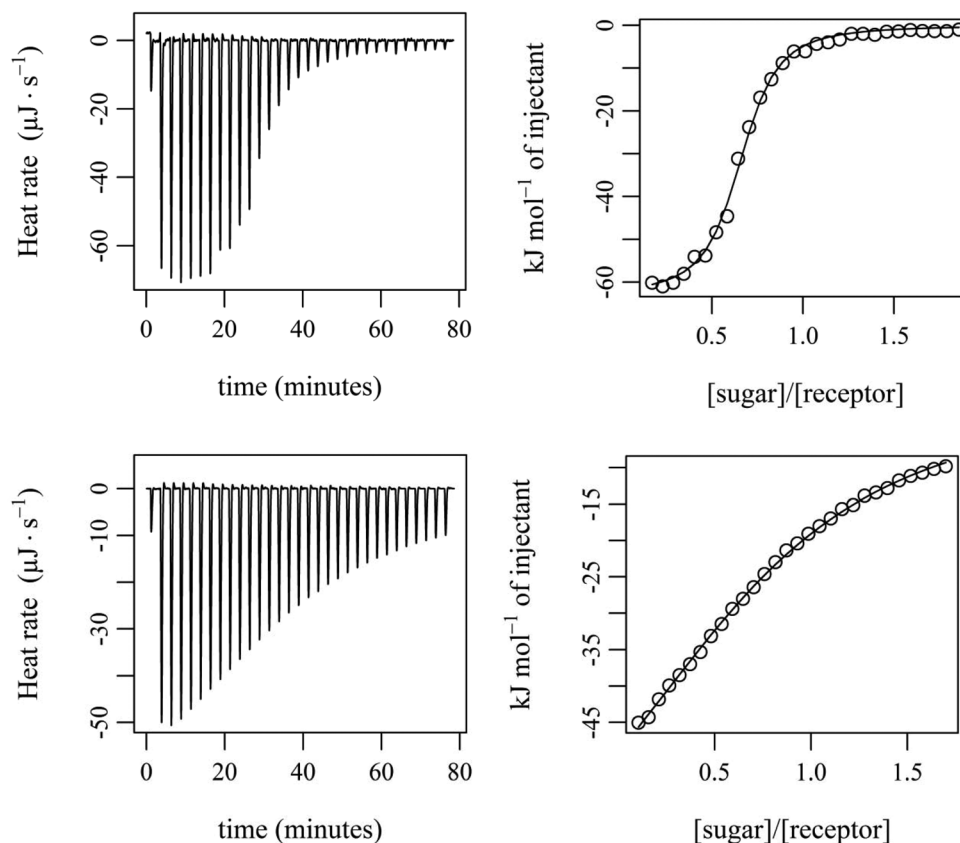 Heat rate (μJ · s⁻¹)
0
-20
-40
-60
0 20 40 60 80
time (minutes)
kJ mol⁻¹ of injectant
0
-20
-40
-60
0.5 1.0 1.5
[sugar]/[receptor]
Heat rate (μJ · s⁻¹)
0
-10
-30
-50
0 20 40 60 80
time (minutes)
kJ mol⁻¹ of injectant
-15
-25
-35
-45
0.5 1.0 1.5
[sugar]/[receptor]